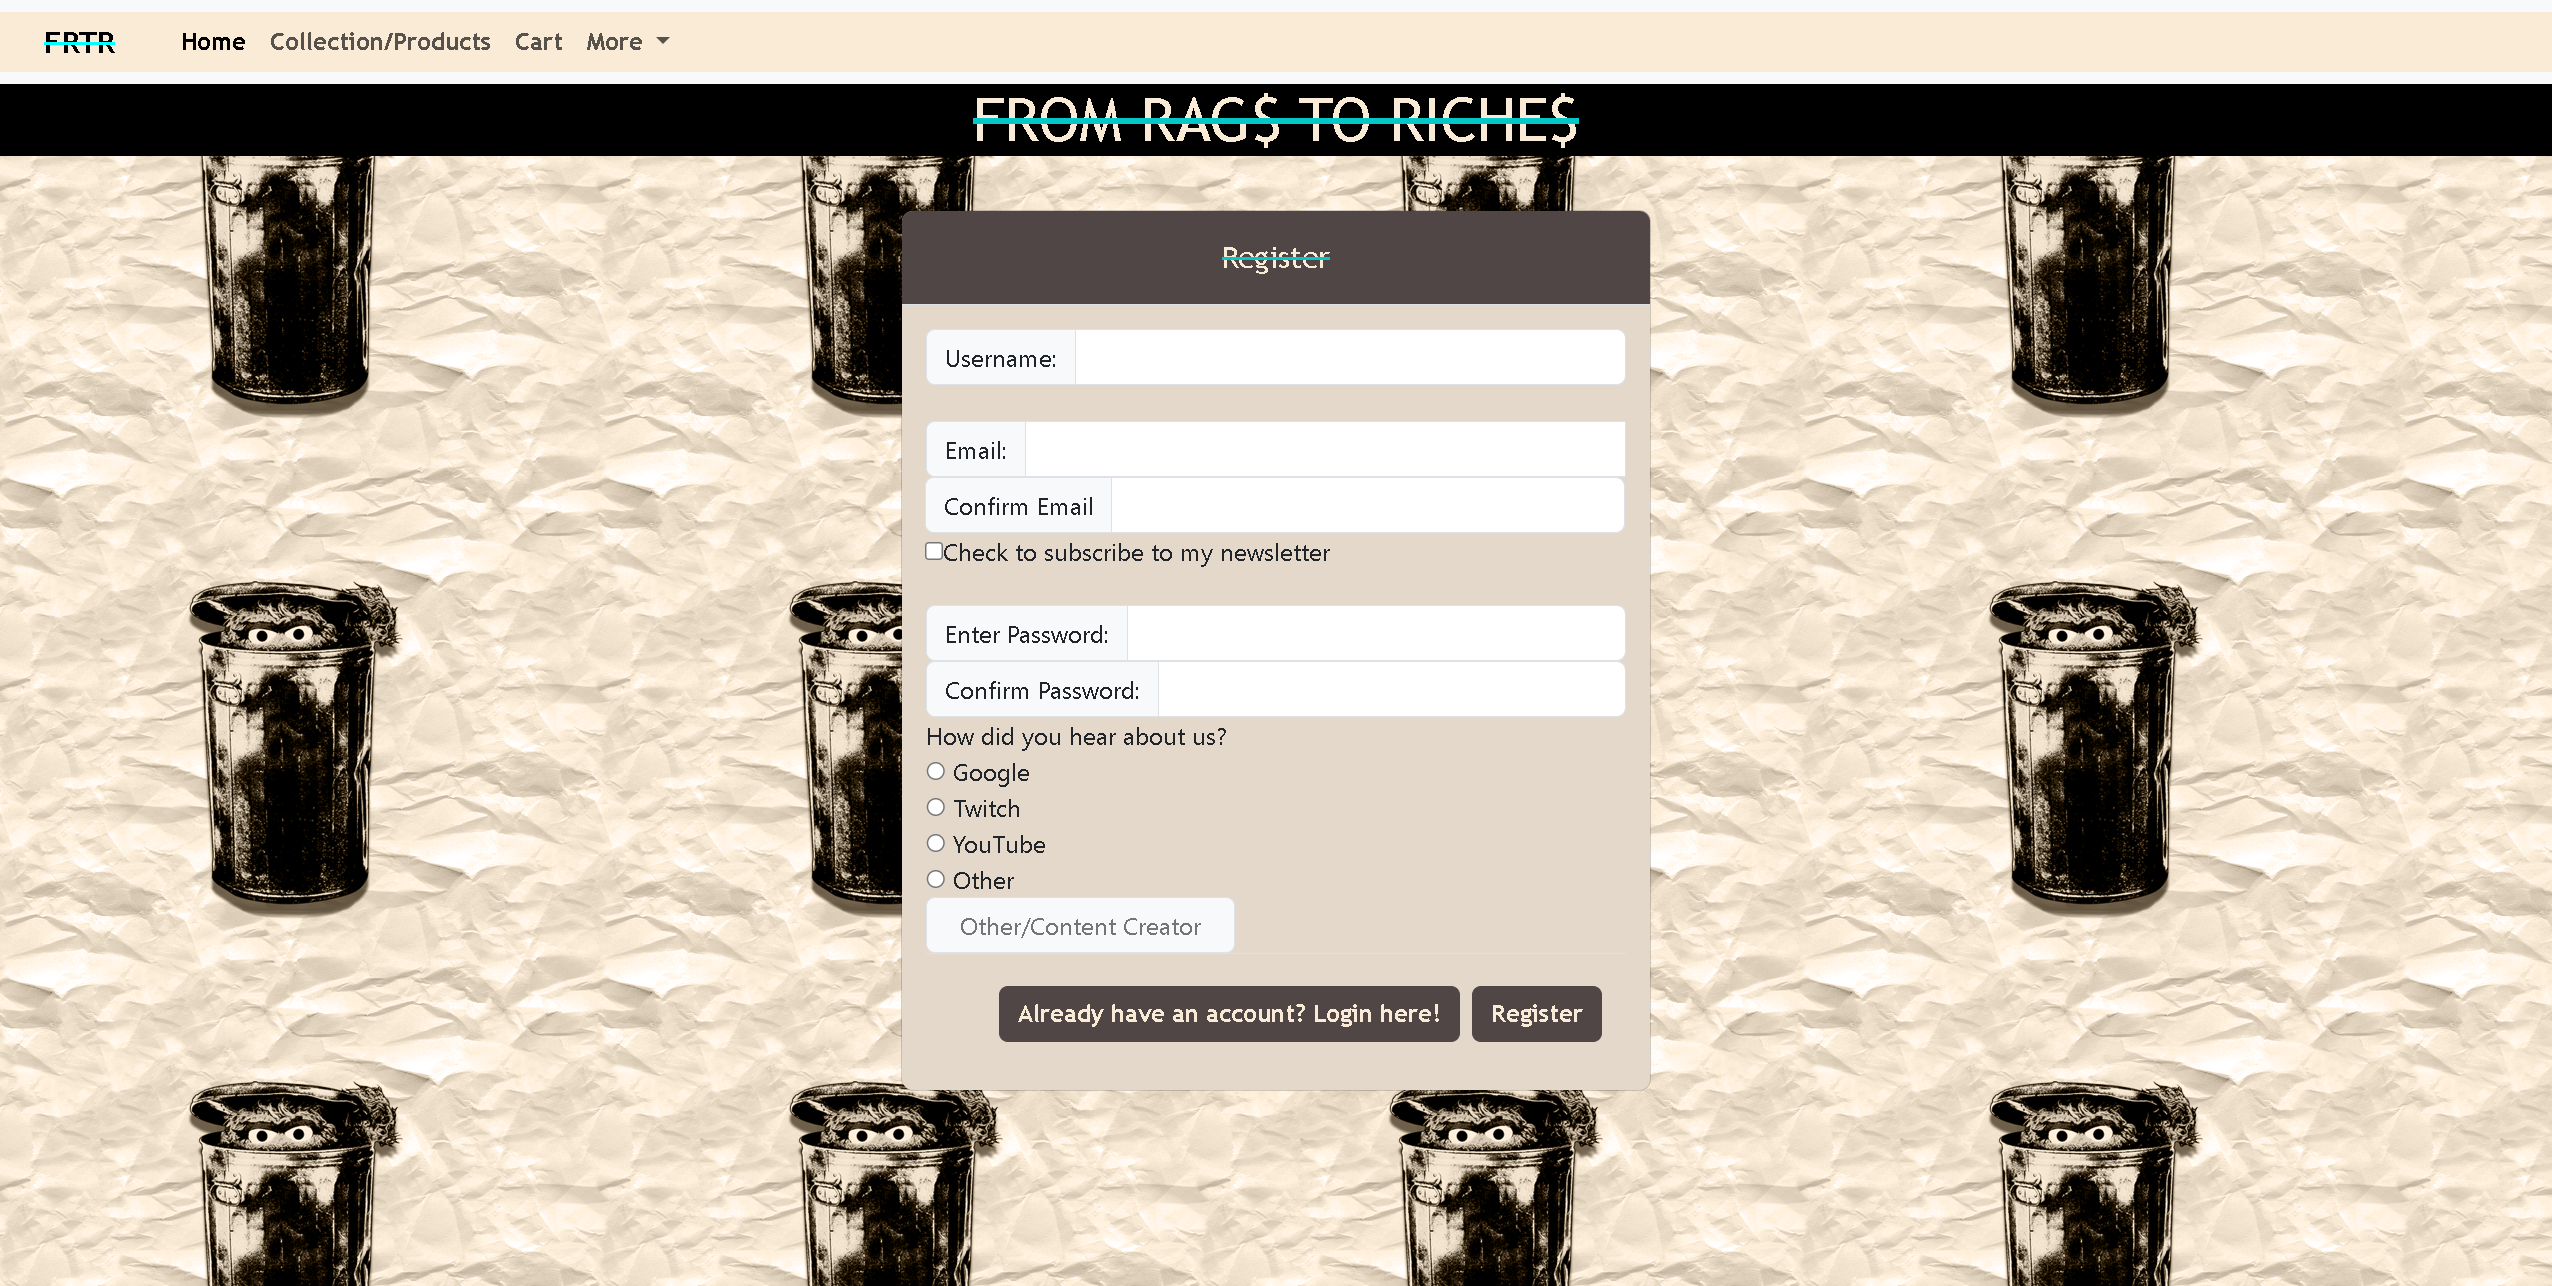 FRTR Home Collection/Products Cart More
FROM RAG$ TO RICHE$
Register
Username:
Email:
Confirm Email
Check to subscribe to my newsletter
Enter Password:
Confirm Password:
How did you hear about us?
Google
Twitch
YouTube
Other
Other/Content Creator
Already have an account? Login here! Register